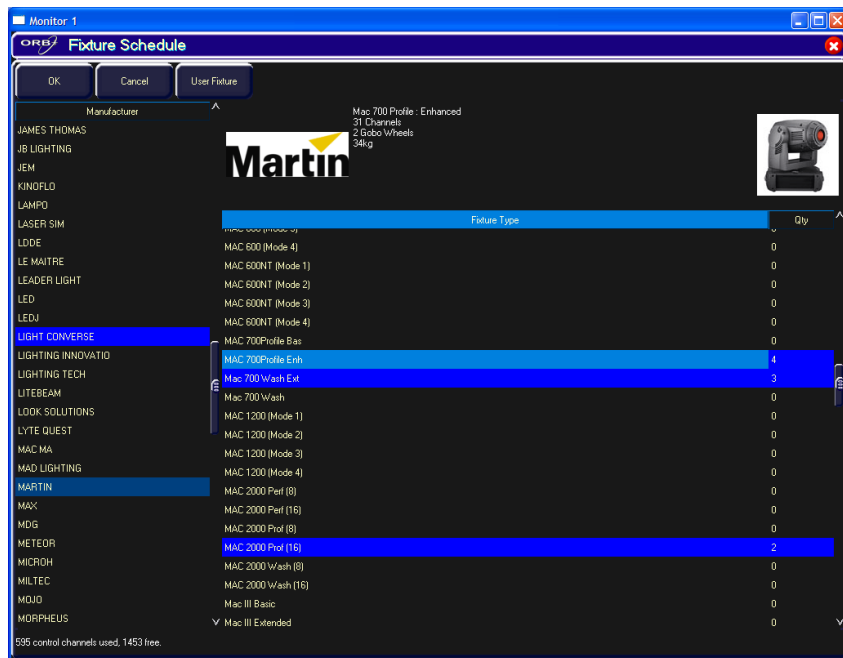 Monitor 1
ORB Fixture Schedule
OK Cancel User Fixture
Manufacturer
JAMES THOMAS
JB LIGHTING
JEM
KINOFLO
LAMPO
LASER SIM
LDDE
LE MAITRE
LEADER LIGHT
LED
LEDJ
LIGHT CONVERSE
LIGHTING INNOVATIO
LIGHTING TECH
LITEBEAM
LOOK SOLUTIONS
LYTE QUEST
MAC MA
MAD LIGHTING
MARTIN
MAX
MDG
METEOR
MICROH
MILTEC
MOJO
MORPHEUS
Martin
Mac 700 Profile : Enhanced
31 Channels
2 Gobo Wheels
34kg
Fixture Type Qty
MAC 600 (Mode 4) 0
MAC 600NT (Mode 1) 0
MAC 600NT (Mode 2) 0
MAC 600NT (Mode 3) 0
MAC 600NT (Mode 4) 0
MAC 700Profile Bas 0
MAC 700Profile Enh 4
Mac 700 Wash Ext 3
Mac 700 Wash 0
MAC 1200 (Mode 1) 0
MAC 1200 (Mode 2) 0
MAC 1200 (Mode 3) 0
MAC 1200 (Mode 4) 0
MAC 2000 Perf (8) 0
MAC 2000 Perf (16) 0
MAC 2000 Prof (8) 0
MAC 2000 Prof (16) 2
MAC 2000 Wash (8) 0
MAC 2000 Wash (16) 0
Mac III Basic 0
Mac III Extended 0
595 control channels used, 1453 free.